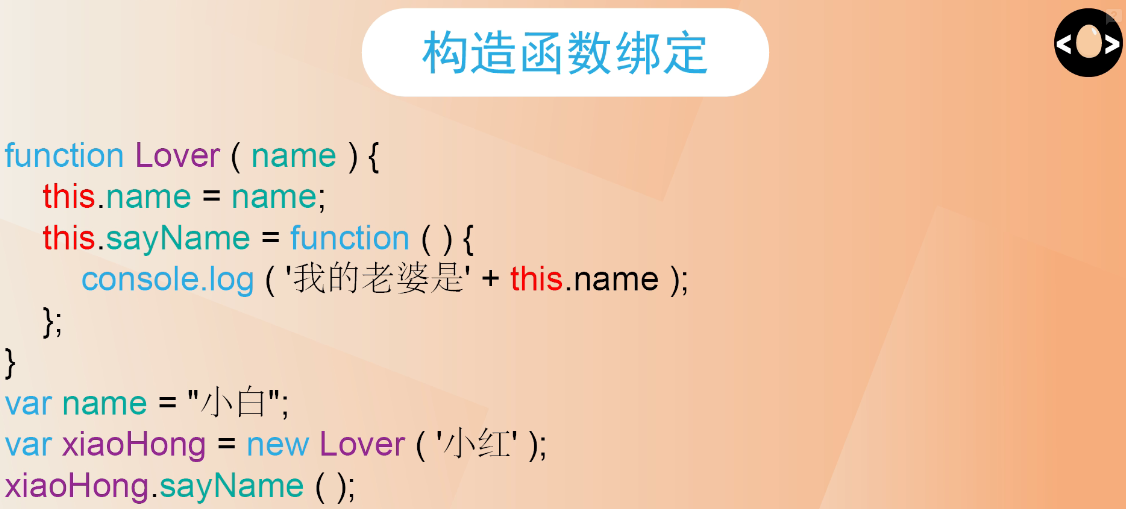 构造函数绑定
function Lover ( name ) {
this.name = name;
this.sayName = function ( ) {
console.log ( '我的老婆是' + this.name );
};
}
var name = "小白";
var xiaoHong = new Lover ( '小红' );
xiaoHong.sayName ( );